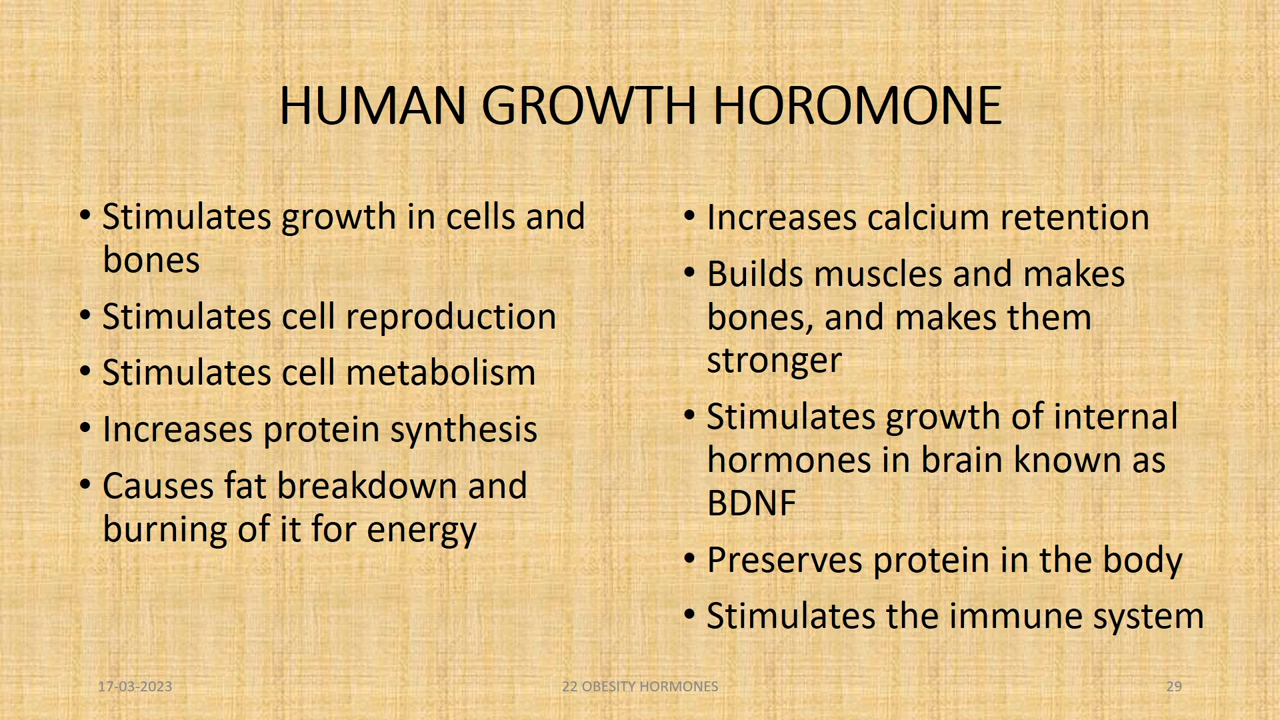 HUMAN GROWTH HOROMONE
• Stimulates growth in cells and
bones
• Stimulates cell reproduction
• Stimulates cell metabolism
• Increases protein synthesis
• Causes fat breakdown and
burning of it for energy
• Increases calcium retention
• Builds muscles and makes
bones, and makes them
stronger
• Stimulates growth of internal
hormones in brain known as
BDNF
• Preserves protein in the body
• Stimulates the immune system
17-03-2023
22 OBESITY HORMONES
29